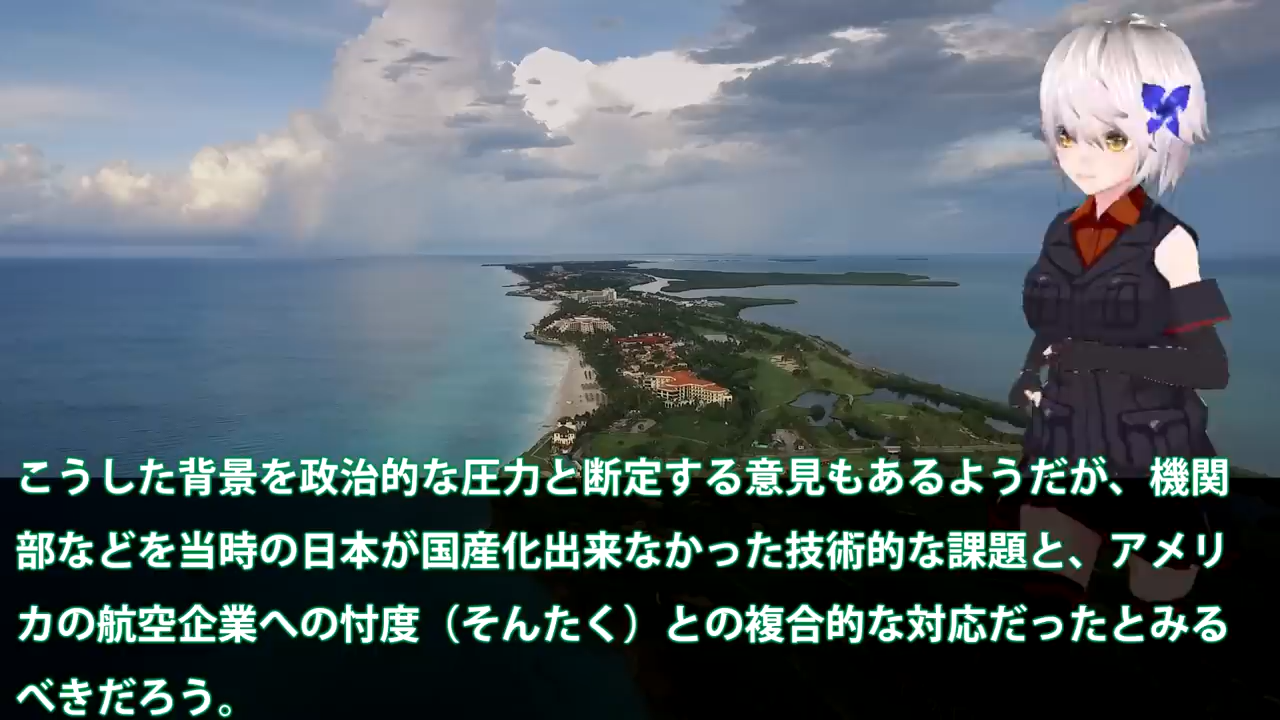 こうした背景を政治的な圧力と断定する意見もあるようだが、機関
部などを当時の日本が国産化出来なかった技術的な課題と、アメリ
カの航空企業への忖度（そんたく）との複合的な対応だったとみる
べきだろう。